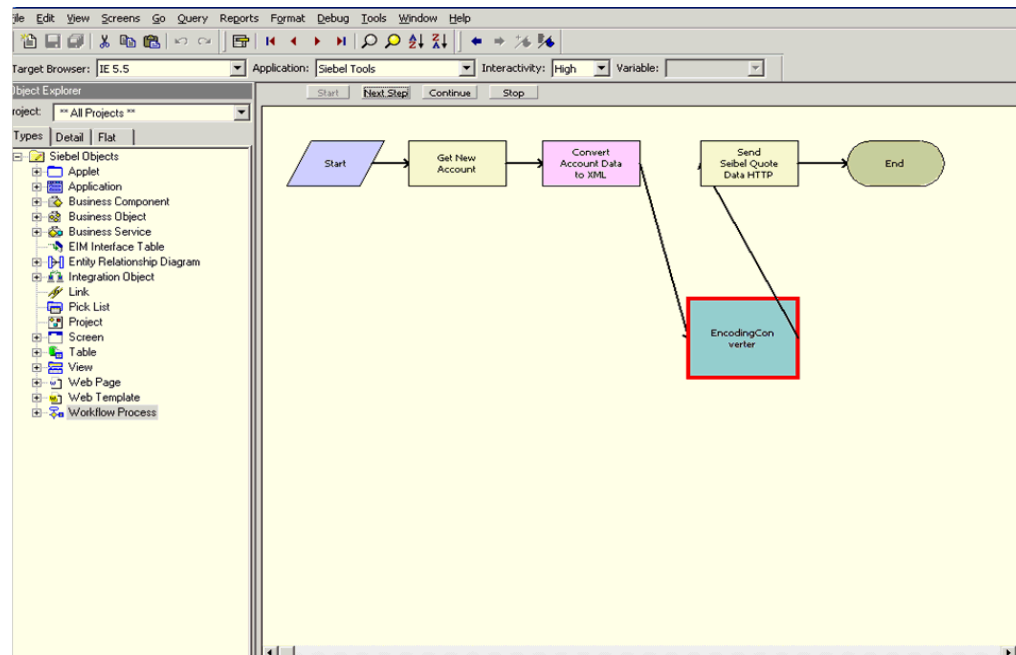 ile Edit View Screens Go Query Reports Format Debug Tools Window Help
Target Browser: IE 5.5 Application: Siebel Tools Interactivity: High Variable:
bject Explorer
Start Next Step Continue Stop
roject: ** All Projects **
Types Detail Flat
Siebel Objects
Applet
Application
Business Component
Business Object
Business Service
EIM Interface Table
Entity Relationship Diagram
Integration Object
Link
Pick List
Project
Screen
Table
View
Web Page
Web Template
Workflow Process
Start
Get New
Account
Convert
Account Data
to XML
Send
Seibel Quote
Data HTTP
End
EncodingCon
verter